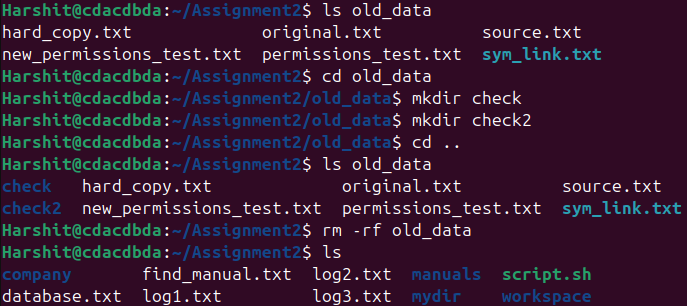 Harshit@cdacdbda:~/Assignment2$ ls old_data
hard_copy.txt original.txt source.txt
new_permissions_test.txt permissions_test.txt sym_link.txt
Harshit@cdacdbda:~/Assignment2$ cd old_data
Harshit@cdacdbda:~/Assignment2/old_data$ mkdir check
Harshit@cdacdbda:~/Assignment2/old_data$ mkdir check2
Harshit@cdacdbda:~/Assignment2/old_data$ cd ..
Harshit@cdacdbda:~/Assignment2$ ls old_data
check hard_copy.txt original.txt source.txt
check2 new_permissions_test.txt permissions_test.txt sym_link.txt
Harshit@cdacdbda:~/Assignment2$ rm -rf old_data
Harshit@cdacdbda:~/Assignment2$ ls
company find_manual.txt log2.txt manuals script.sh
database.txt log1.txt log3.txt mydir workspace